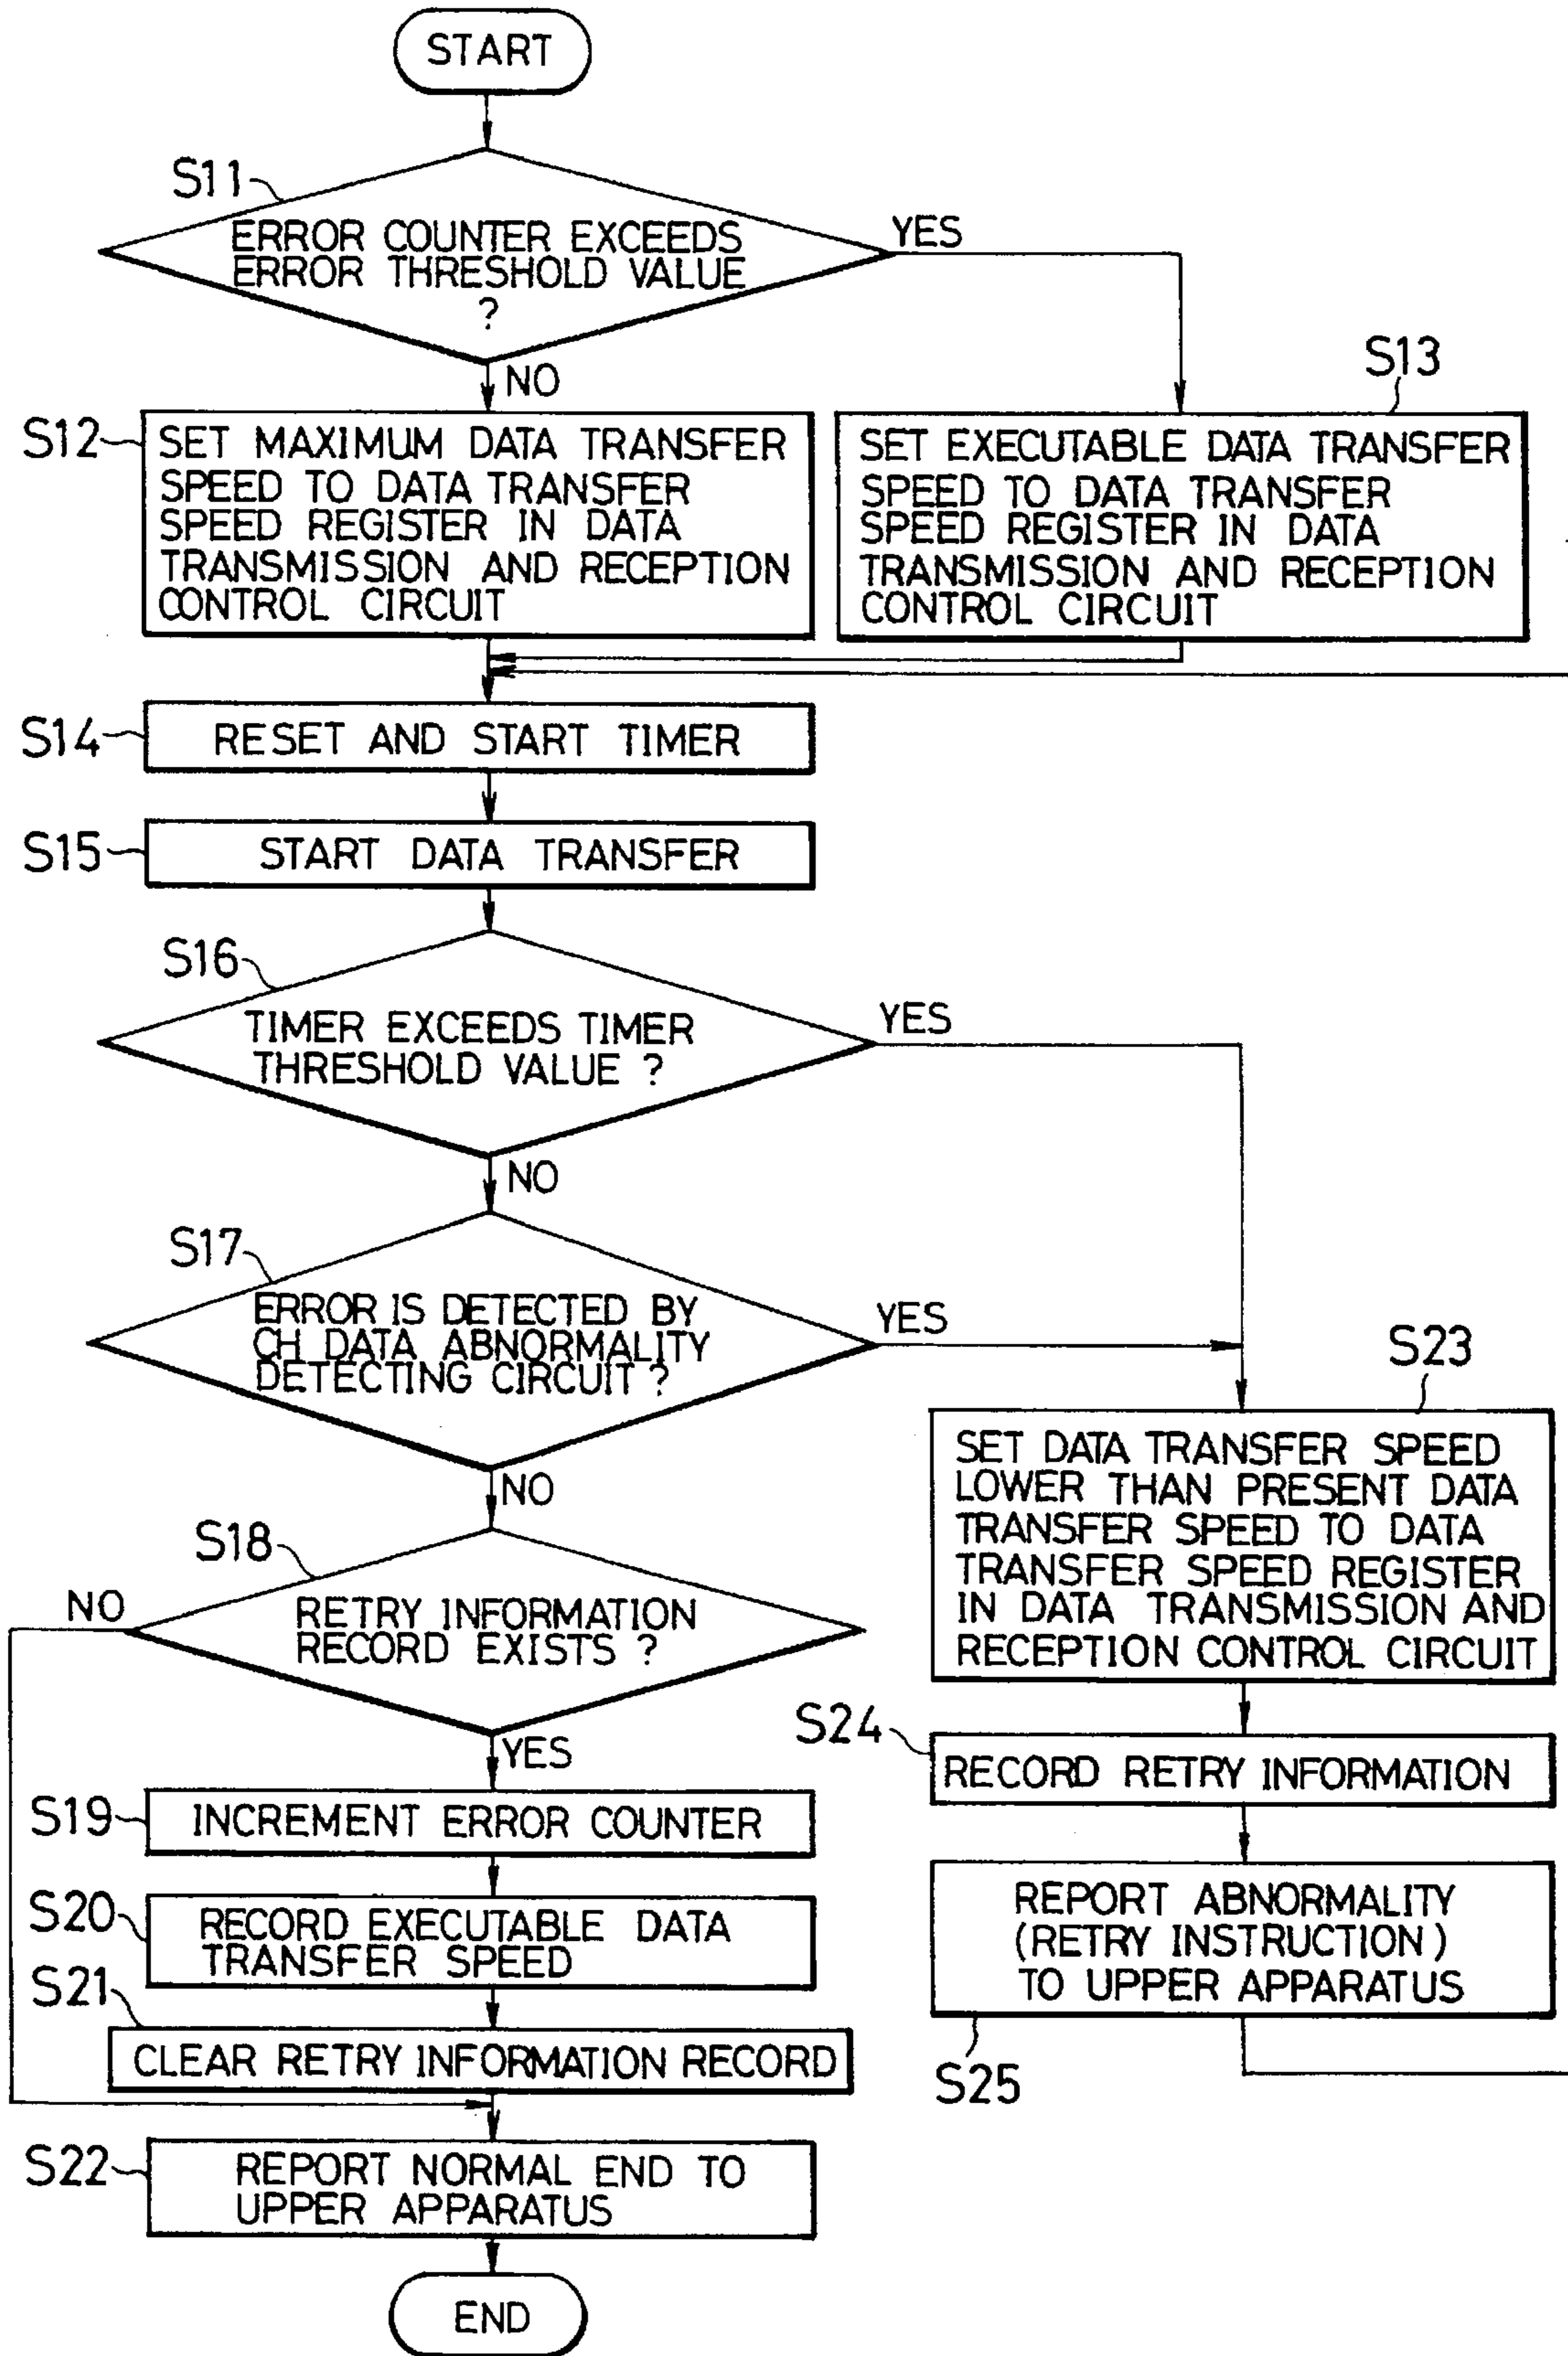 START
S11
ERROR COUNTER EXCEEDS
ERROR THRESHOLD VALUE
?
YES
NO
S12
SET MAXIMUM DATA TRANSFER
SPEED TO DATA TRANSFER
SPEED REGISTER IN DATA
TRANSMISSION AND RECEPTION
CONTROL CIRCUIT
S13
SET EXECUTABLE DATA TRANSFER
SPEED TO DATA TRANSFER
SPEED REGISTER IN DATA
TRANSMISSION AND RECEPTION
CONTROL CIRCUIT
S14
RESET AND START TIMER
S15
START DATA TRANSFER
S16
TIMER EXCEEDS TIMER
THRESHOLD VALUE ?
YES
NO
S17
ERROR IS DETECTED BY
CH DATA ABNORMALITY
DETECTING CIRCUIT ?
YES
NO
S18
RETRY INFORMATION
RECORD EXISTS ?
NO
YES
S19
INCREMENT ERROR COUNTER
S20
RECORD EXECUTABLE DATA
TRANSFER SPEED
S21
CLEAR RETRY INFORMATION RECORD
S22
REPORT NORMAL END TO
UPPER APPARATUS
END
S23
SET DATA TRANSFER SPEED
LOWER THAN PRESENT DATA
TRANSFER SPEED TO DATA
TRANSFER SPEED REGISTER
IN DATA TRANSMISSION AND
RECEPTION CONTROL CIRCUIT
S24
RECORD RETRY INFORMATION
REPORT ABNORMALITY
(RETRY INSTRUCTION)
TO UPPER APPARATUS
S25